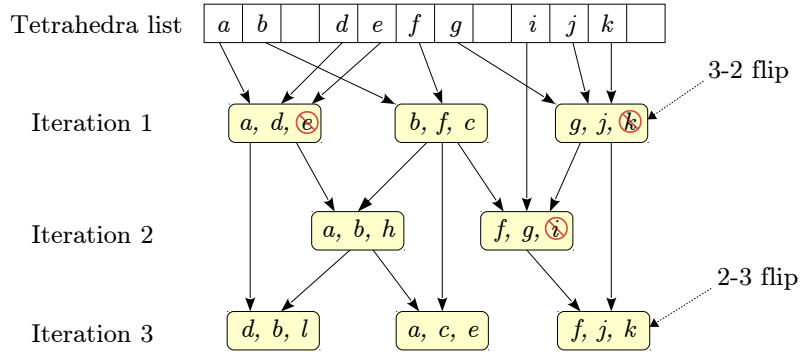 Tetrahedra list a b d e f g i j k
3-2 flip
Iteration 1 a, d, e b, f, c g, j, k
Iteration 2 a, b, h f, g, i
2-3 flip
Iteration 3 d, b, l a, c, e f, j, k